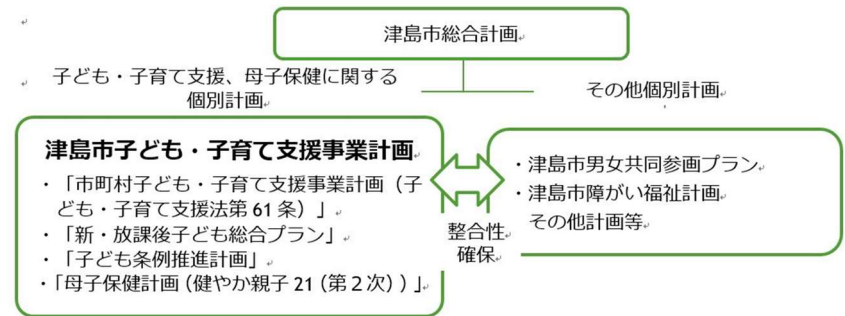 津島市総合計画
子ども・子育て支援、母子保健に関する
個別計画
その他個別計画
津島市子ども・子育て支援事業計画
・「市町村子ども・子育て支援事業計画（子
ども・子育て支援法第 61 条）」
・「新・放課後子ども総合プラン」
・「子ども条例推進計画」
・「母子保健計画（健やか親子 21（第２次））」
整合性
確保
・津島市男女共同参画プラン
・津島市障がい福祉計画
その他計画等